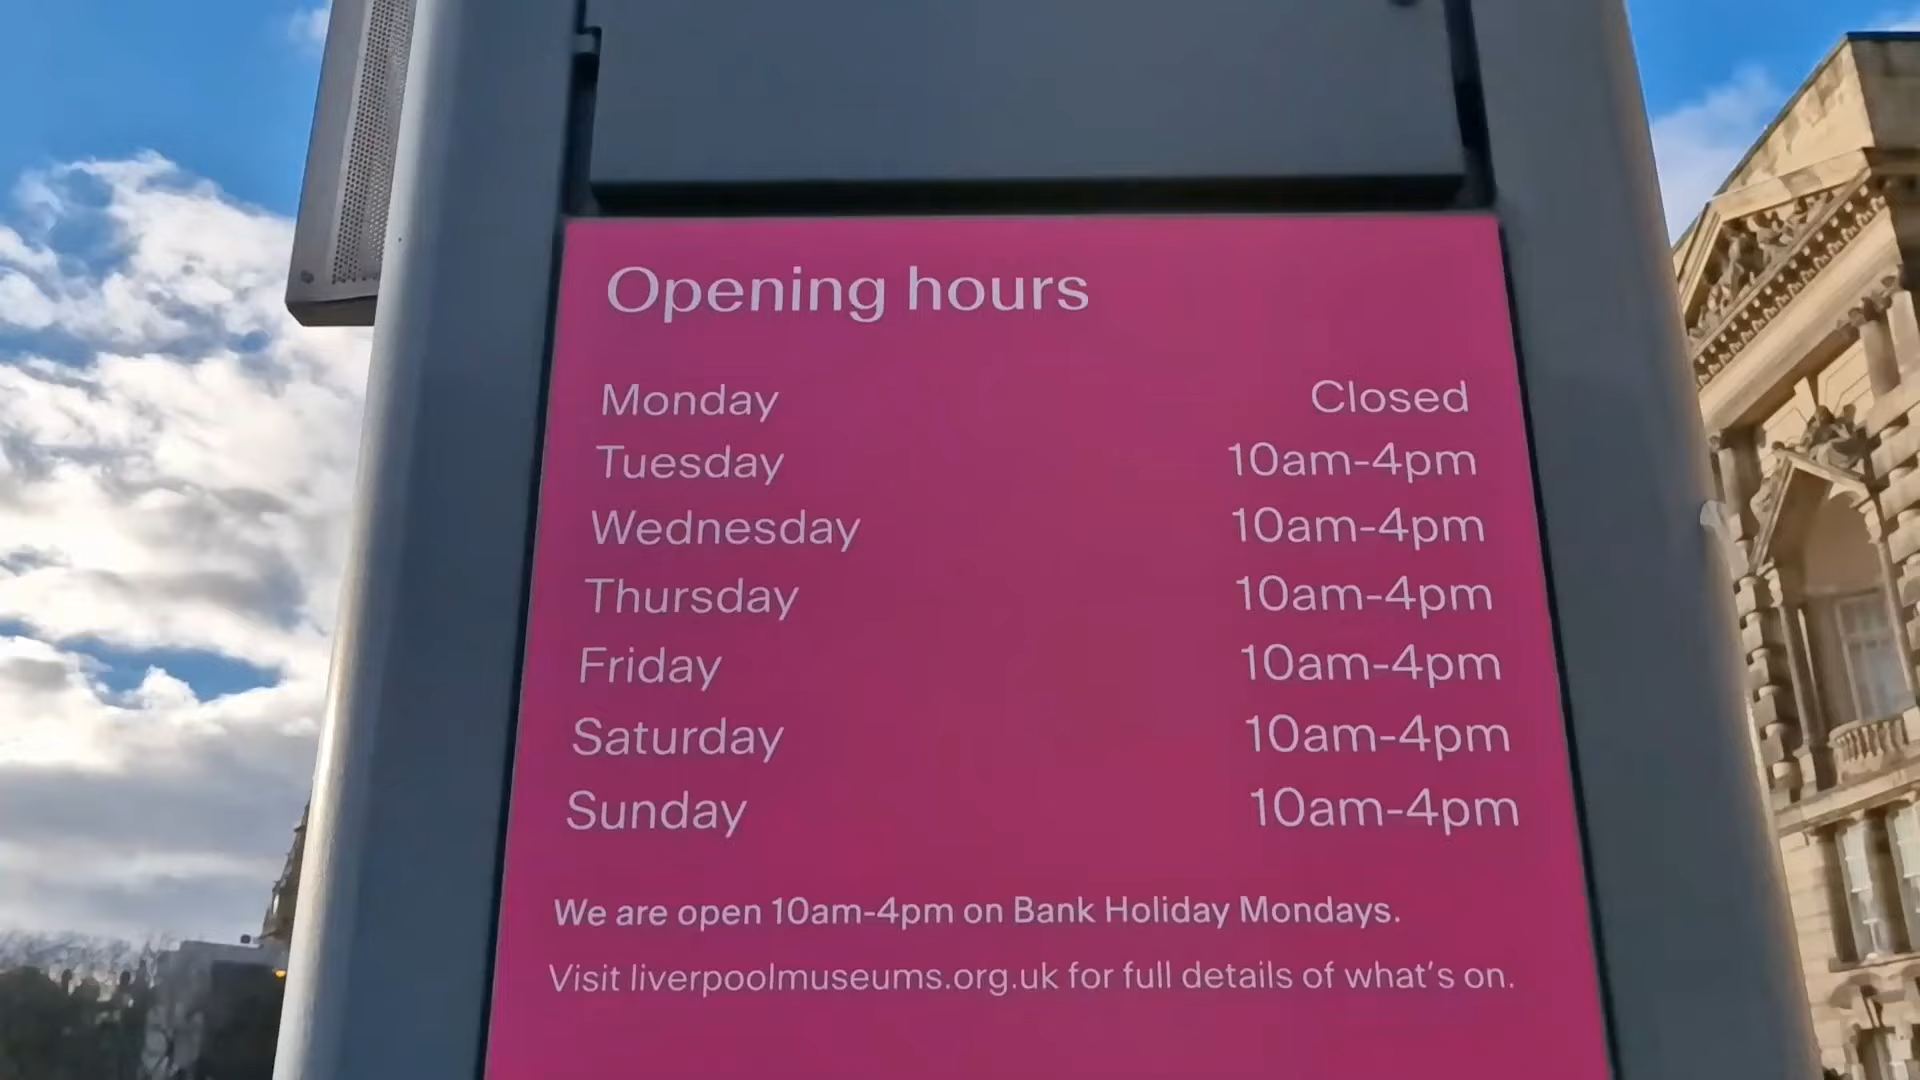 Opening hours
Monday Closed
Tuesday 10am-4pm
Wednesday 10am-4pm
Thursday 10am-4pm
Friday 10am-4pm
Saturday 10am-4pm
Sunday 10am-4pm
We are open 10am-4pm on Bank Holiday Mondays.
Visit liverpoolmuseums.org.uk for full details of what's on.